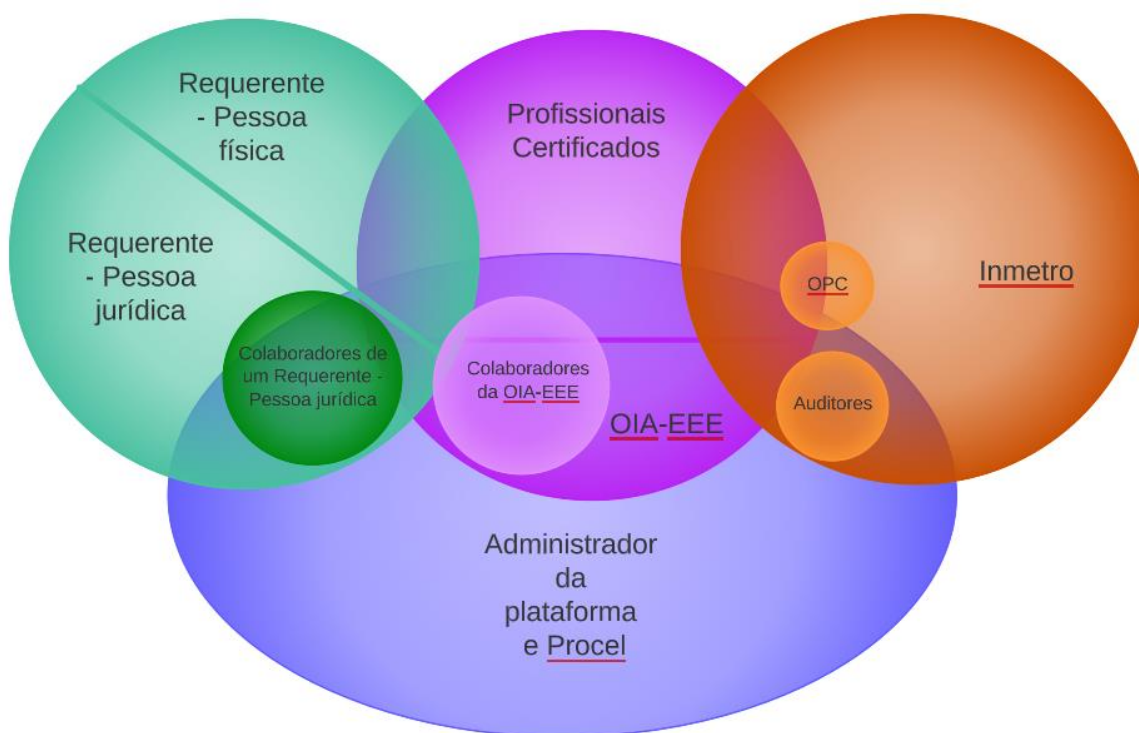 Requerente
- Pessoa
física
Requerente
- Pessoa
jurídica
Colaboradores de
um Requerente -
Pessoa jurídica
Profissionais
Certificados
Colaboradores
da OIA-EEE
OIA-EEE
OPC
Auditores
Inmetro
Administrador
da
plataforma
e Procel